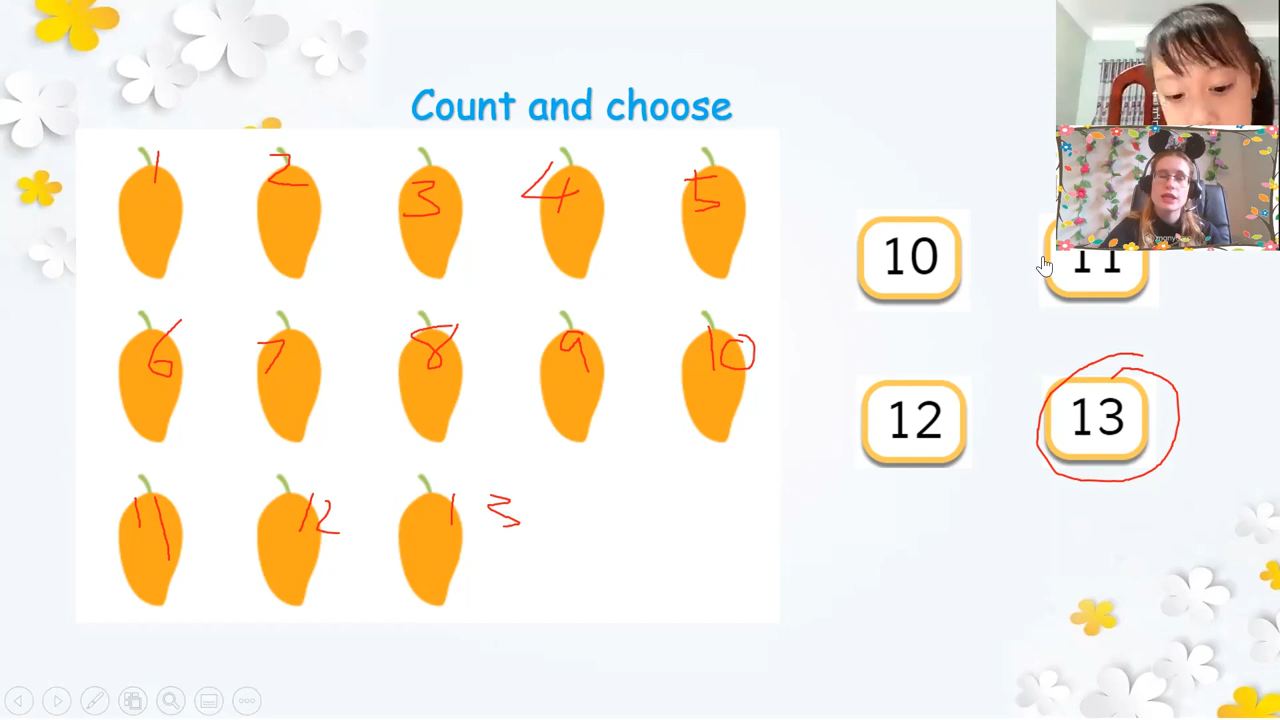 Count and choose
1 2 3 4 5
10 11
6 7 8 9 10
12 13
11 12 13